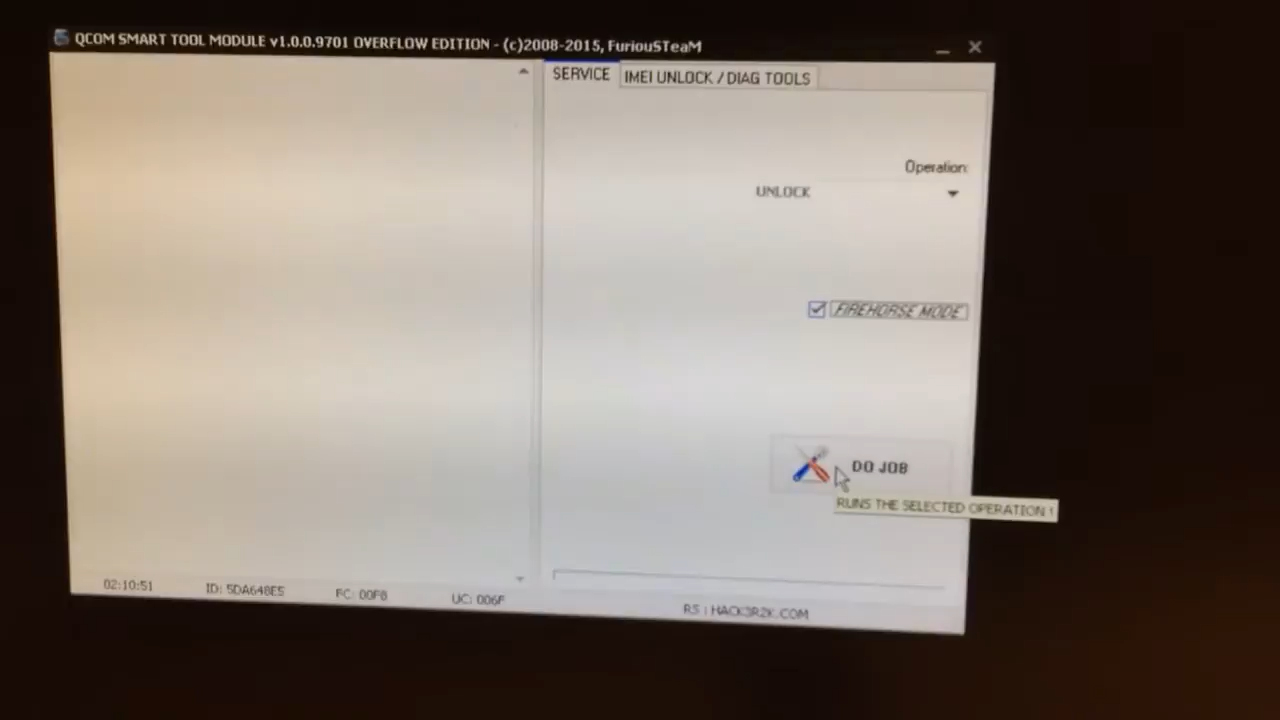 QCOM SMART TOOL MODULE v1.0.0.9701 OVERFLOW EDITION - (c)2008-2015, FuriouSTeaM
SERVICE
IMEI UNLOCK / DIAG TOOLS
Operation:
UNLOCK
FIREHORSE MODE
DO JOB
RUNS THE SELECTED OPERATION !
02:10:51
ID: 5DA648E5
FC: 00F8
UC: 006F
RS : HACK3R2K.COM